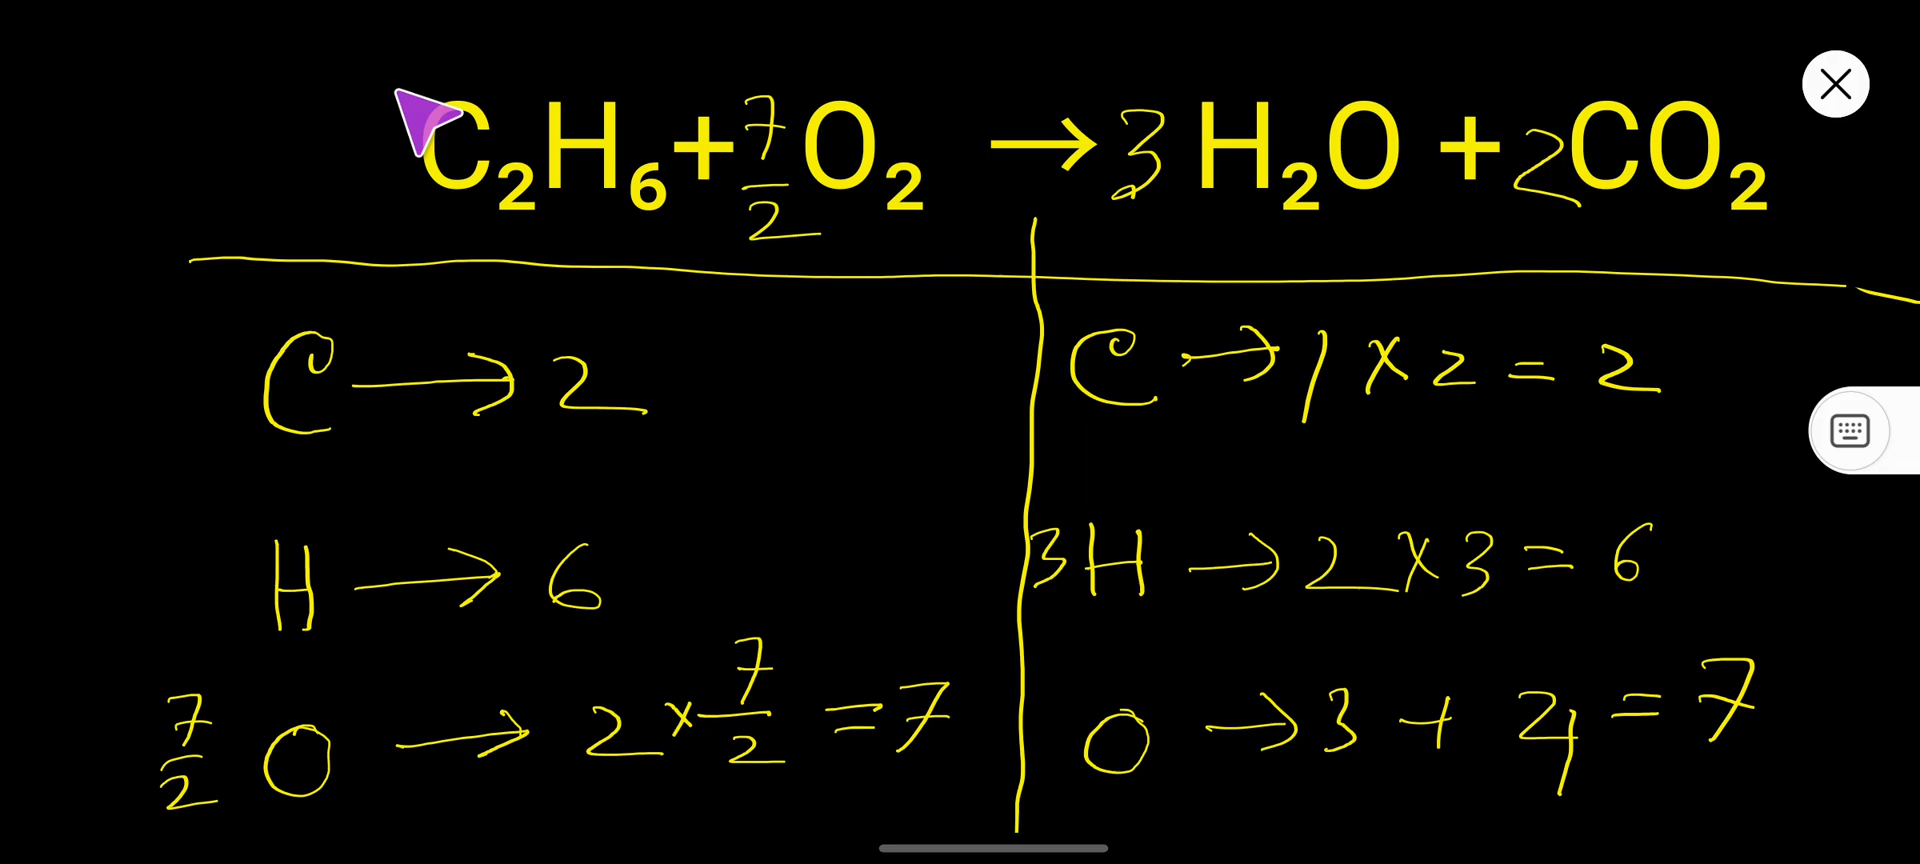 C₂H₆+7/2 O₂ →3 H₂O +2CO₂
C → 2
C → 1 × 2 = 2
H → 6
3H → 2 × 3 = 6
7/2 O → 2 × 7/2 = 7
O → 3 + 4 = 7